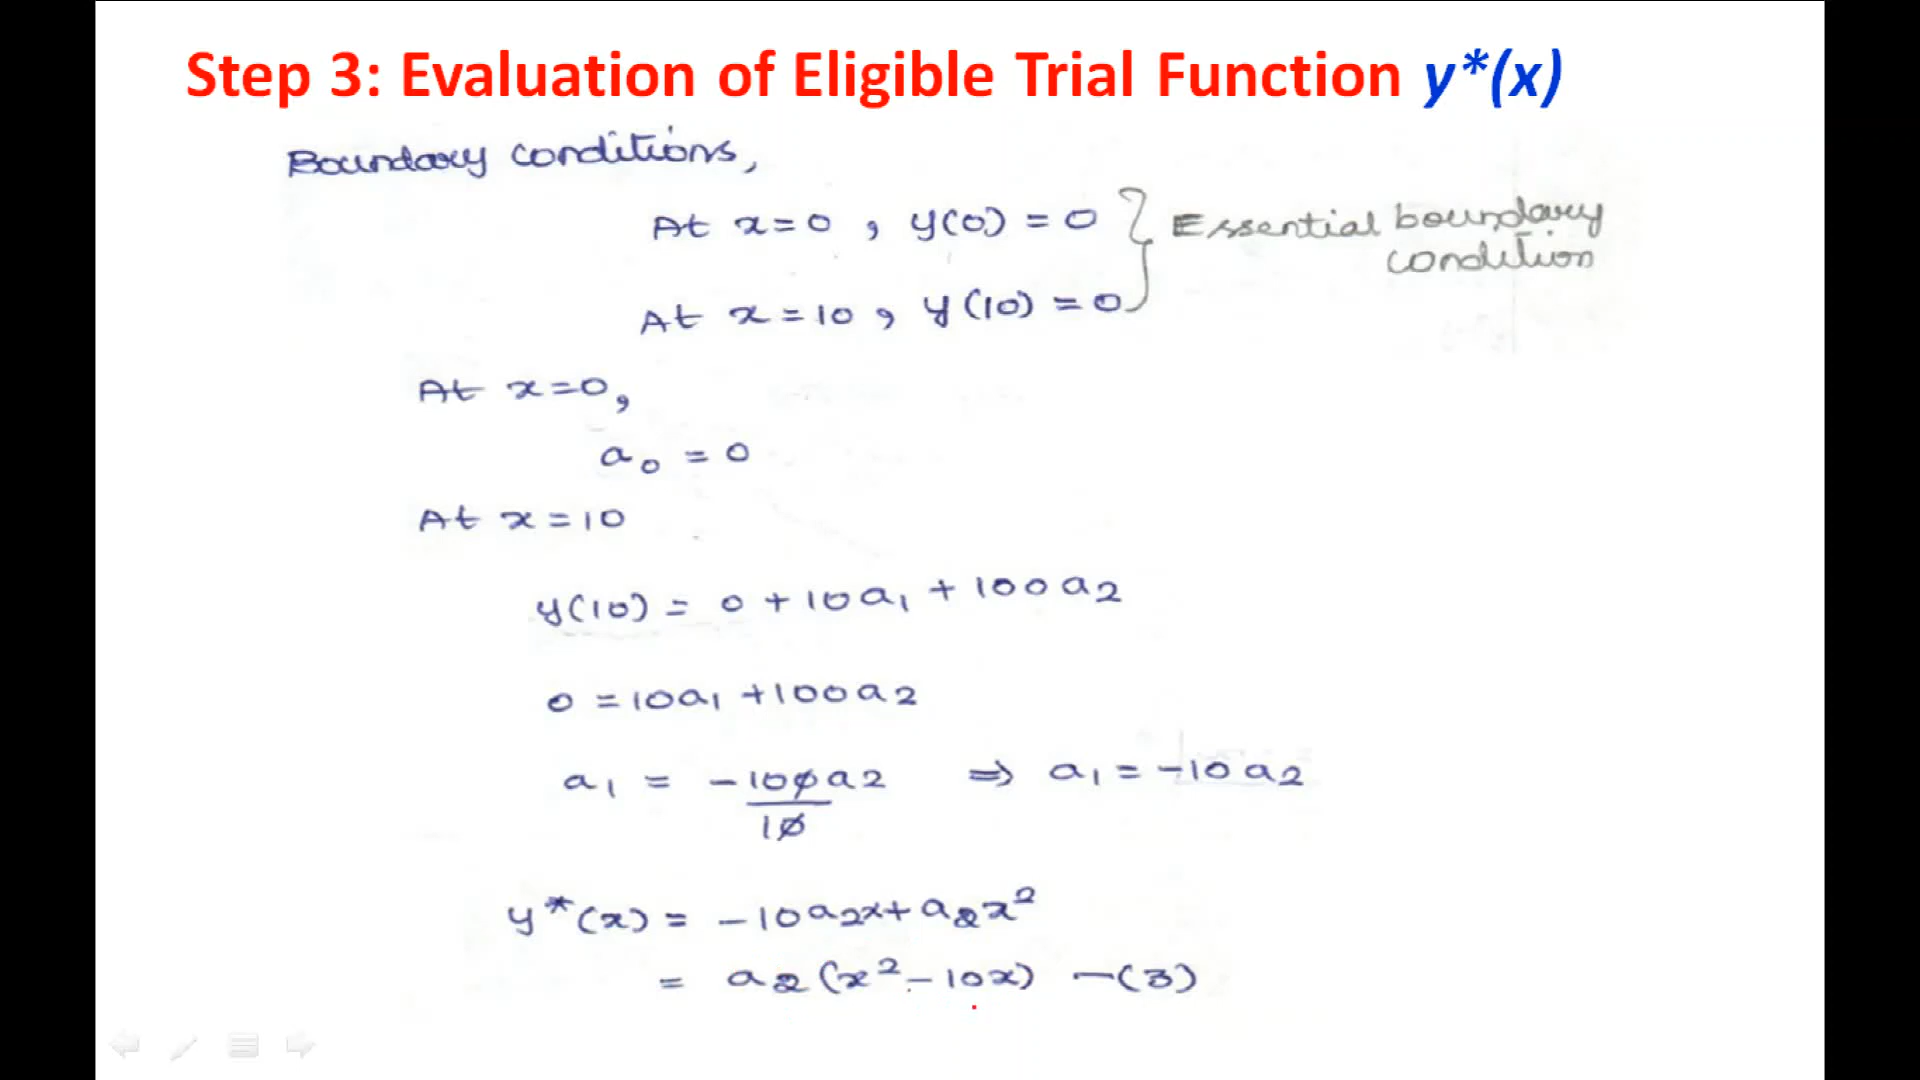 Step 3: Evaluation of Eligible Trial Function y*(x)
Boundary conditions,
At x=0 , y(0) = 0 } Essential boundary
condition
At x=10 , y(10) = 0
At x=0,
a₀ = 0
At x=10
y(10) = 0 + 10a₁ + 100a₂
0 = 10a₁ + 100a₂
a₁ = -100a₂ ⇒ a₁ = -10a₂
10
y*(x) = -10a₂x + a₂x²
= a₂(x² - 10x) —(3)